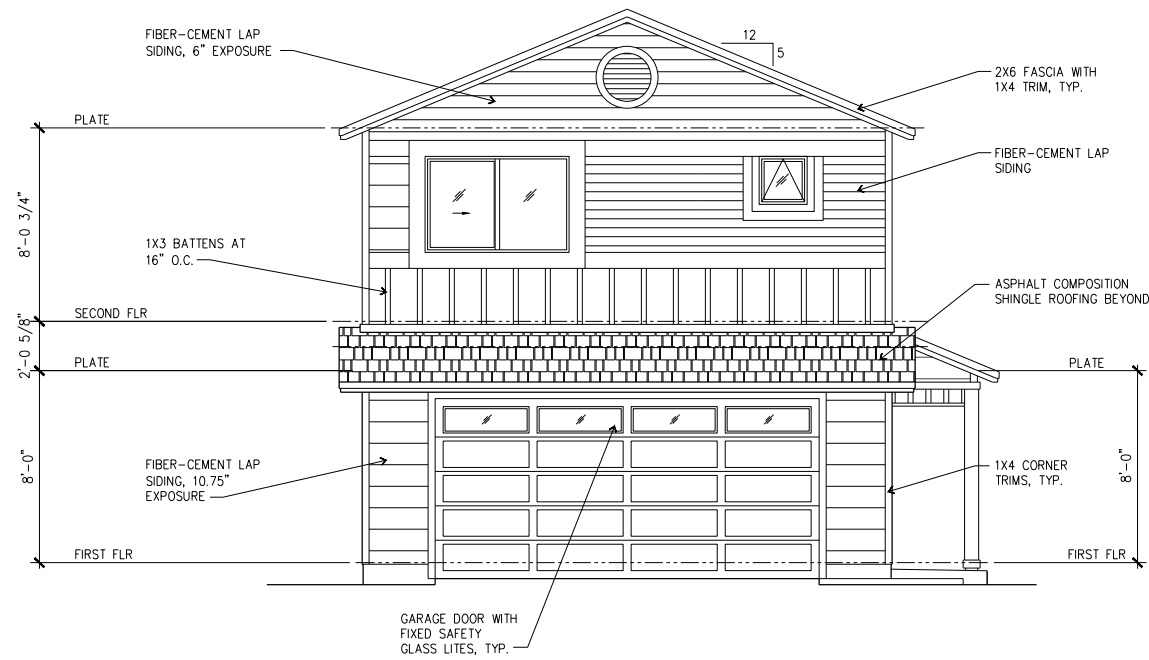 FIBER-CEMENT LAP
SIDING, 6" EXPOSURE
12
5
2X6 FASCIA WITH
1X4 TRIM, TYP.
PLATE
FIBER-CEMENT LAP
SIDING
8'-0 3/4"
1X3 BATTENS AT
16" O.C.
ASPHALT COMPOSITION
SHINGLE ROOFING BEYOND
SECOND FLR
2'-0 5/8"
PLATE
PLATE
8'-0"
FIBER-CEMENT LAP
SIDING, 10.75"
EXPOSURE
1X4 CORNER
TRIMS, TYP.
8'-0"
FIRST FLR
FIRST FLR
GARAGE DOOR WITH
FIXED SAFETY
GLASS LITES, TYP.